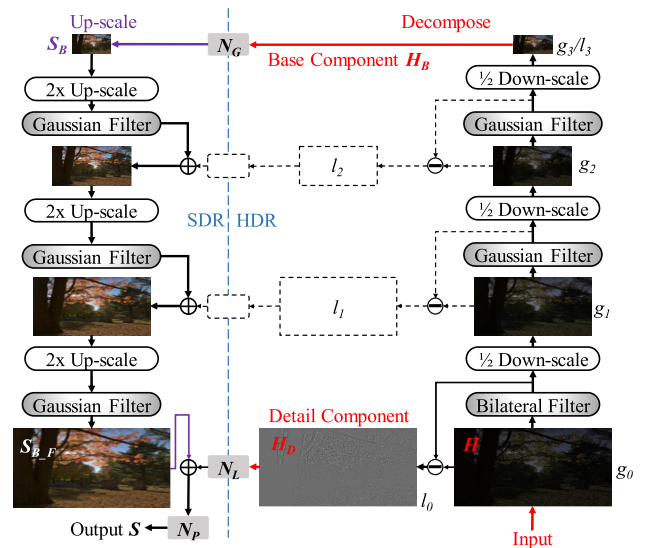 Up-scale
Decompose
S_B
N_G
g_3/l_3
Base Component H_B
2x Up-scale
½ Down-scale
Gaussian Filter
Gaussian Filter
l_2
g_2
2x Up-scale
½ Down-scale
SDR HDR
Gaussian Filter
Gaussian Filter
l_1
g_1
2x Up-scale
½ Down-scale
Gaussian Filter
Detail Component
Bilateral Filter
S_B_F
H_D
H
N_L
g_0
l_0
Output S
N_P
Input